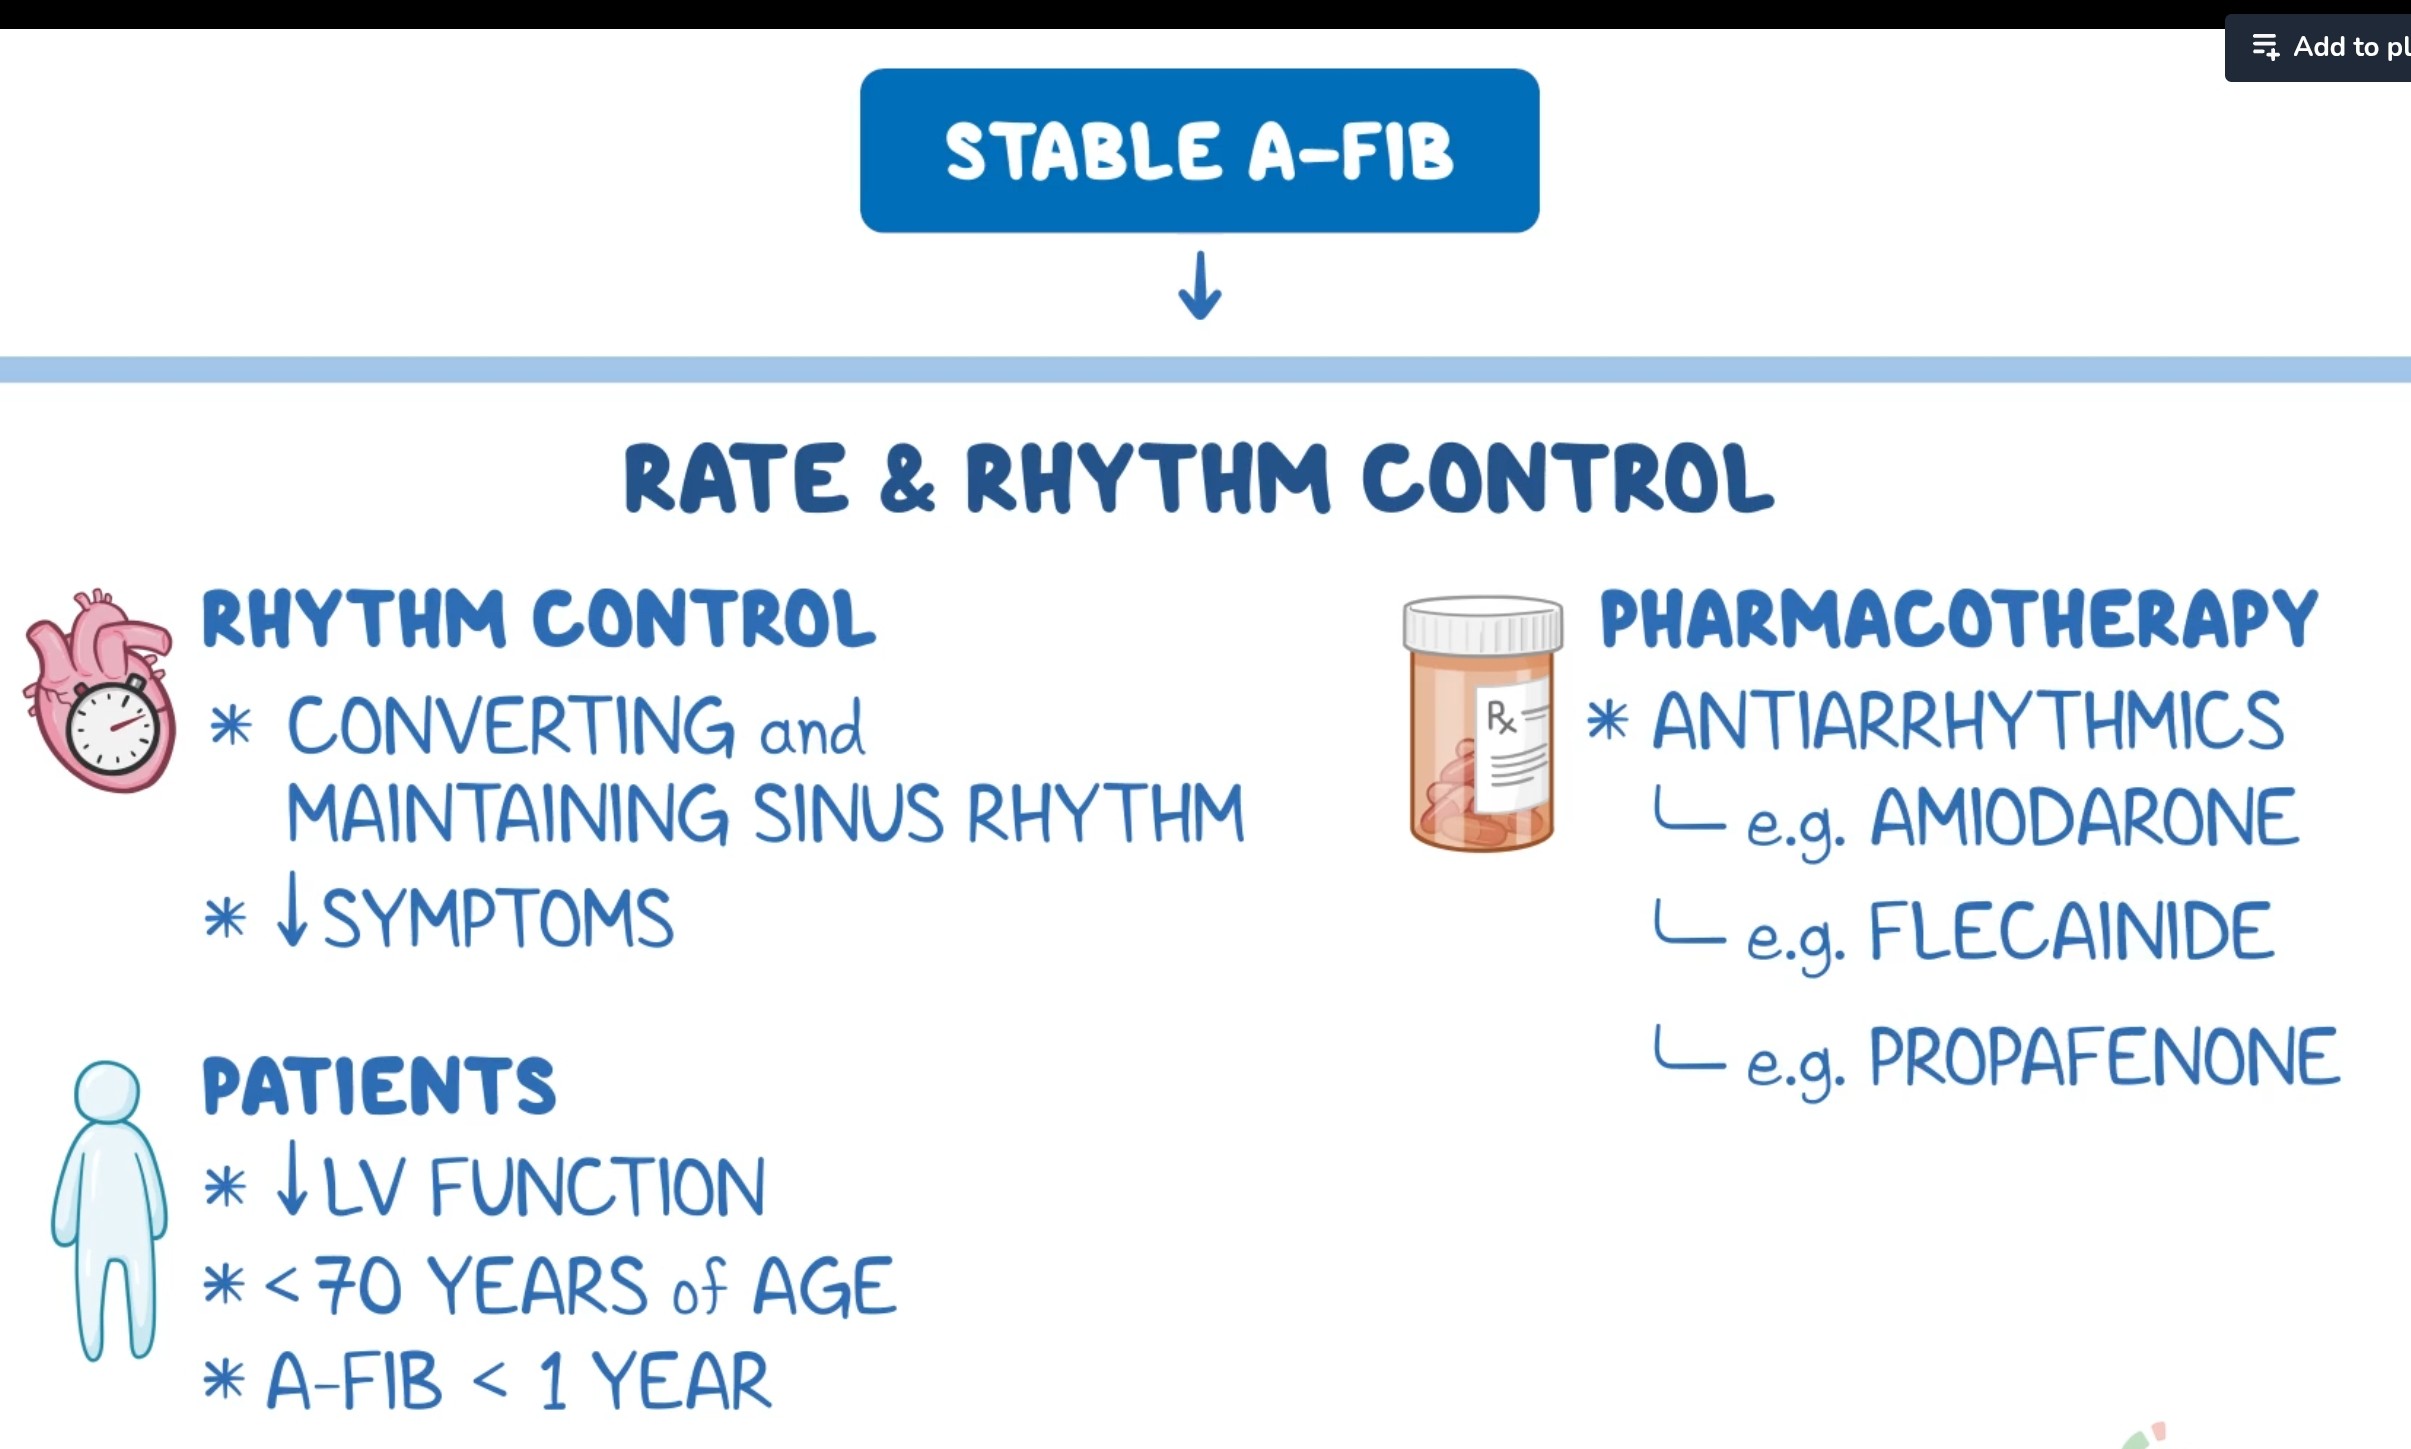 Add to pl
STABLE A-FIB
RATE & RHYTHM CONTROL
RHYTHM CONTROL
* CONVERTING and
MAINTAINING SINUS RHYTHM
* ↓ SYMPTOMS
PATIENTS
* ↓ LV FUNCTION
* < 70 YEARS of AGE
* A-FIB < 1 YEAR
Rx
PHARMACOTHERAPY
* ANTIARRHYTHMICS
e.g. AMIODARONE
e.g. FLECAINIDE
e.g. PROPAFENONE